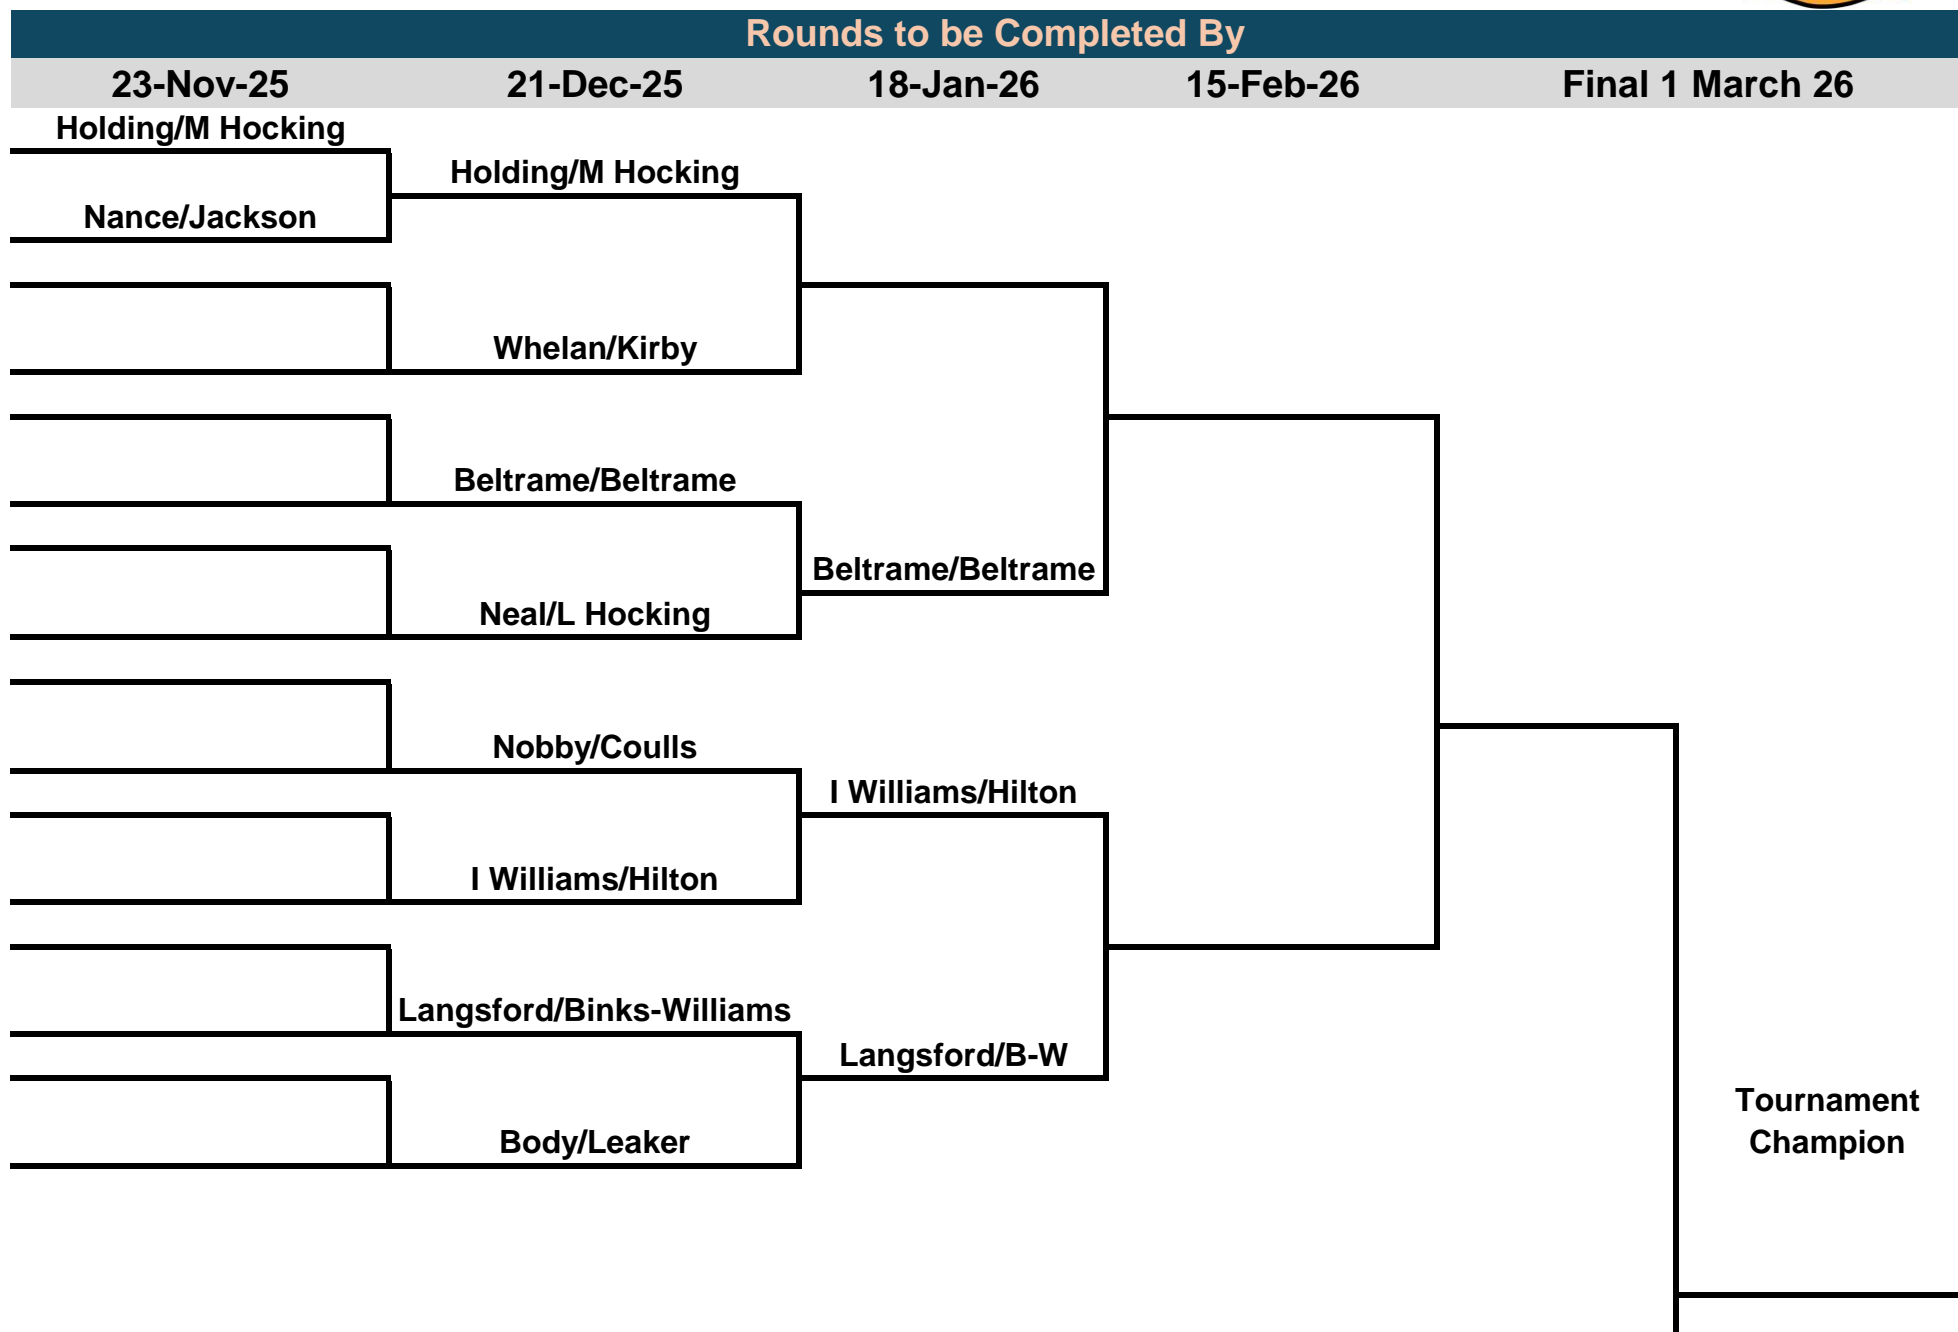 Rounds to be Completed By
23-Nov-25 21-Dec-25 18-Jan-26 15-Feb-26 Final 1 March 26
Holding/M Hocking
Holding/M Hocking
Nance/Jackson
Whelan/Kirby
Beltrame/Beltrame
Beltrame/Beltrame
Neal/L Hocking
Nobby/Coulls
I Williams/Hilton
I Williams/Hilton
Langsford/Binks-Williams
Langsford/B-W
Tournament
Champion
Body/Leaker